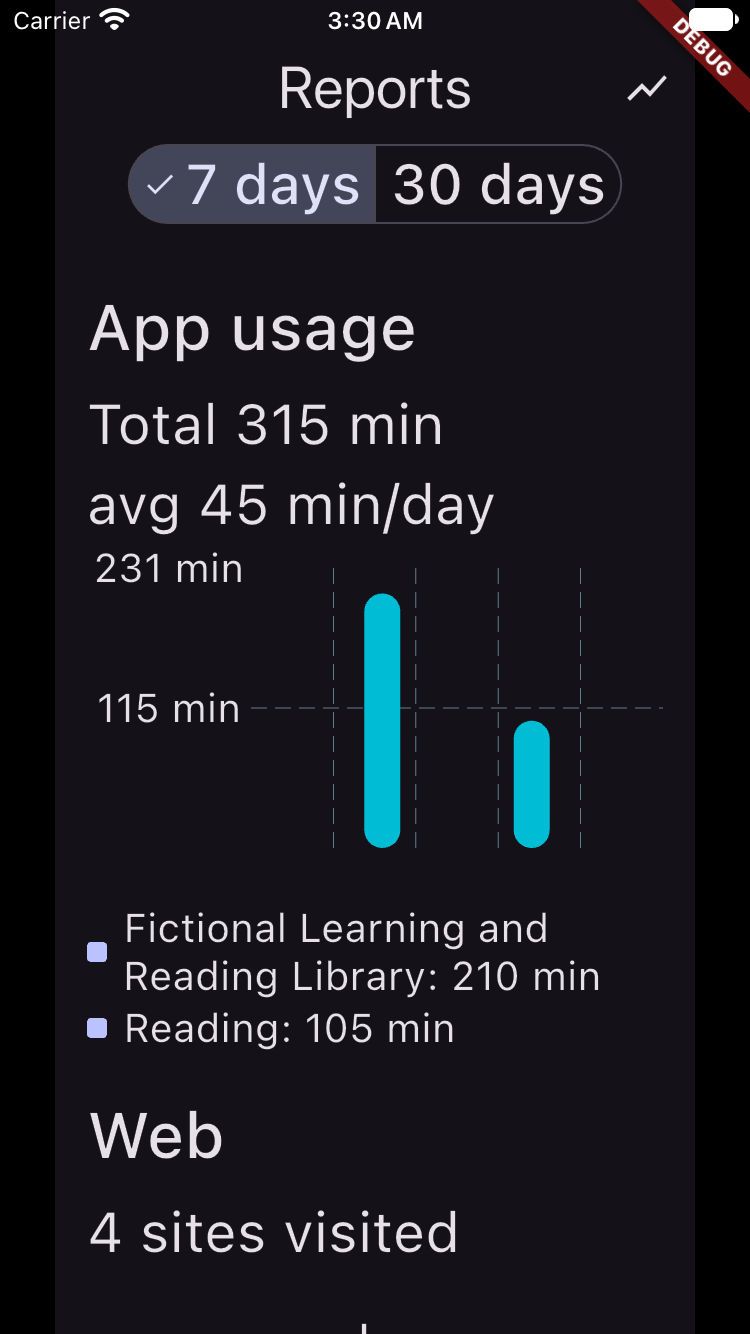 Carrier 3:30 AM
DEBUG
Reports
7 days 30 days
App usage
Total 315 min
avg 45 min/day
231 min
115 min
Fictional Learning and
Reading Library: 210 min
Reading: 105 min
Web
4 sites visited